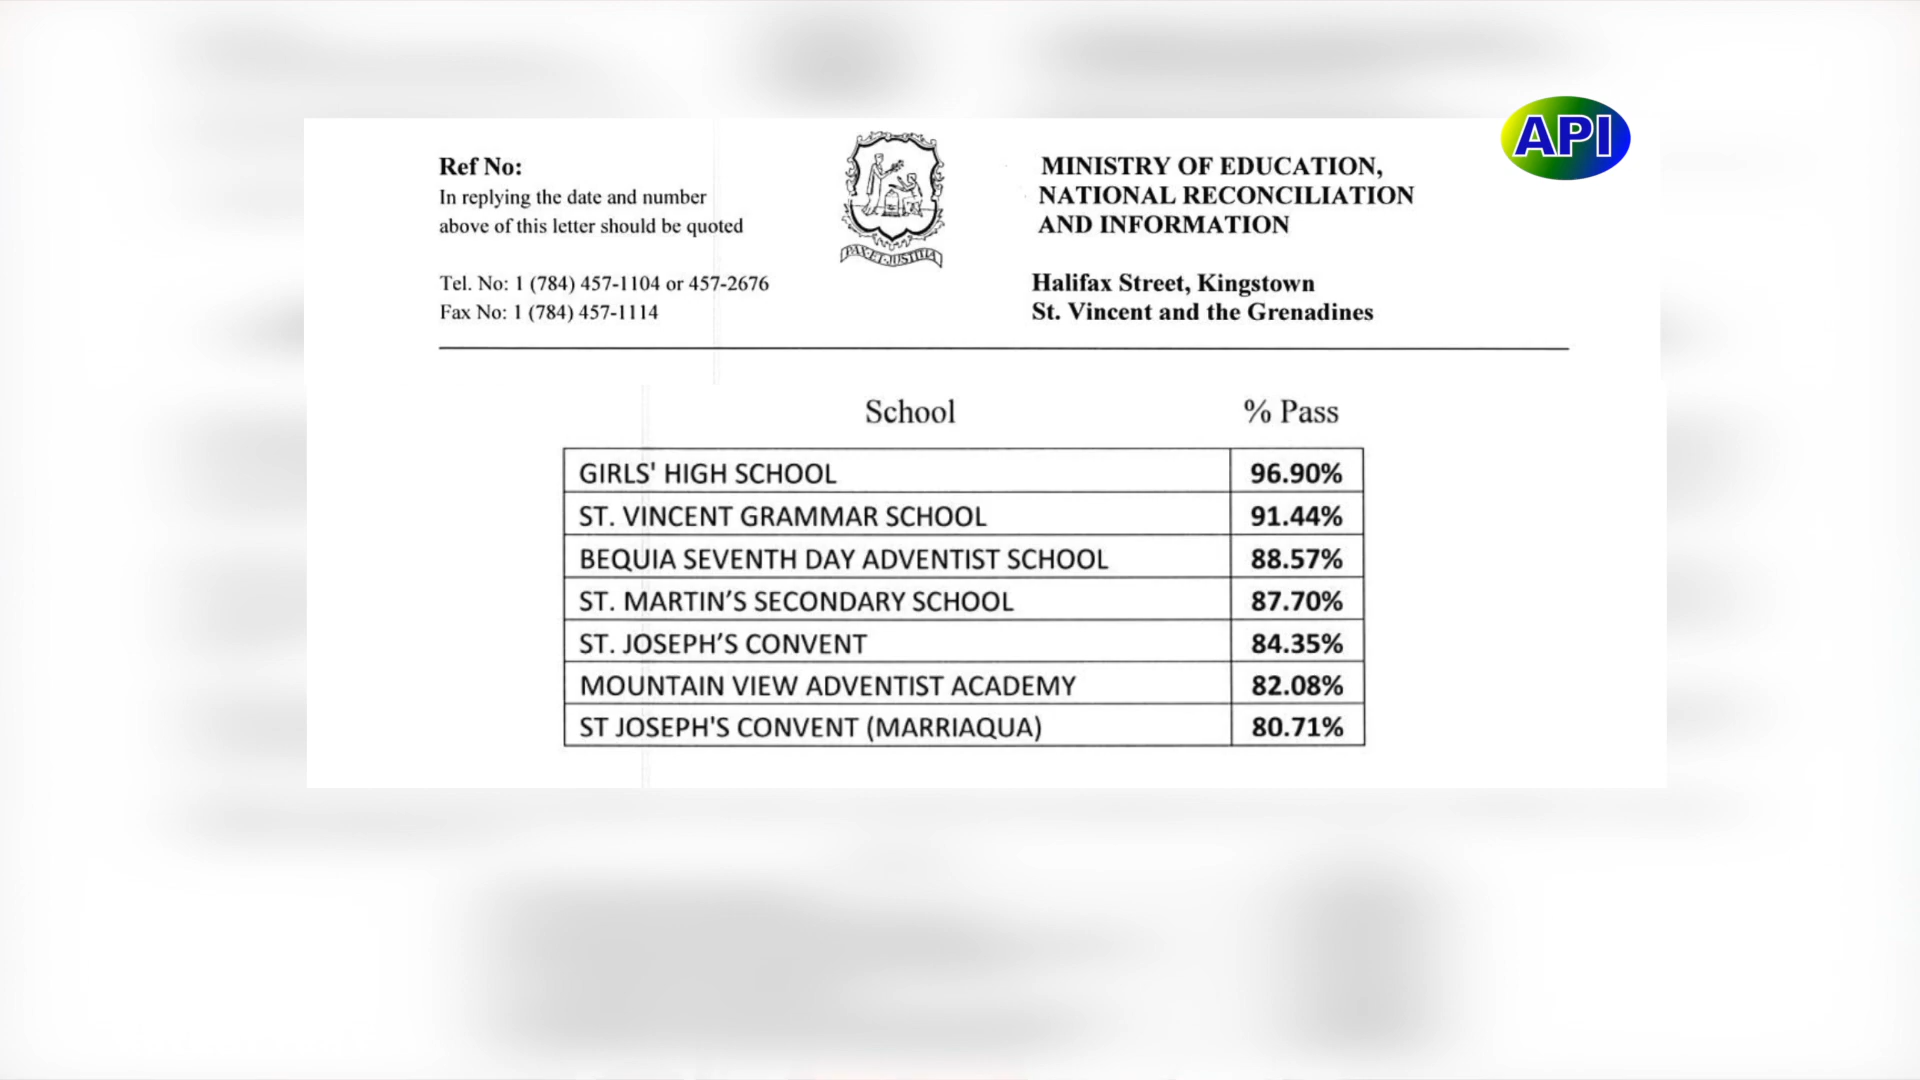 API
Ref No:
In replying the date and number
above of this letter should be quoted
Tel. No: 1 (784) 457-1104 or 457-2676
Fax No: 1 (784) 457-1114
PAX ET JUSTITIA
MINISTRY OF EDUCATION,
NATIONAL RECONCILIATION
AND INFORMATION
Halifax Street, Kingstown
St. Vincent and the Grenadines
School % Pass
GIRLS' HIGH SCHOOL 96.90%
ST. VINCENT GRAMMAR SCHOOL 91.44%
BEQUIA SEVENTH DAY ADVENTIST SCHOOL 88.57%
ST. MARTIN’S SECONDARY SCHOOL 87.70%
ST. JOSEPH’S CONVENT 84.35%
MOUNTAIN VIEW ADVENTIST ACADEMY 82.08%
ST JOSEPH'S CONVENT (MARRIAQUA) 80.71%